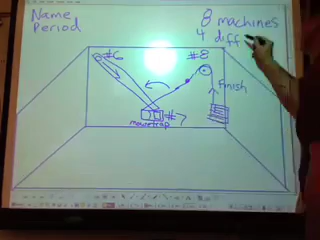 Name
Period
8 machines
4 diff
#6
#8
Finish
mousetrap
#7